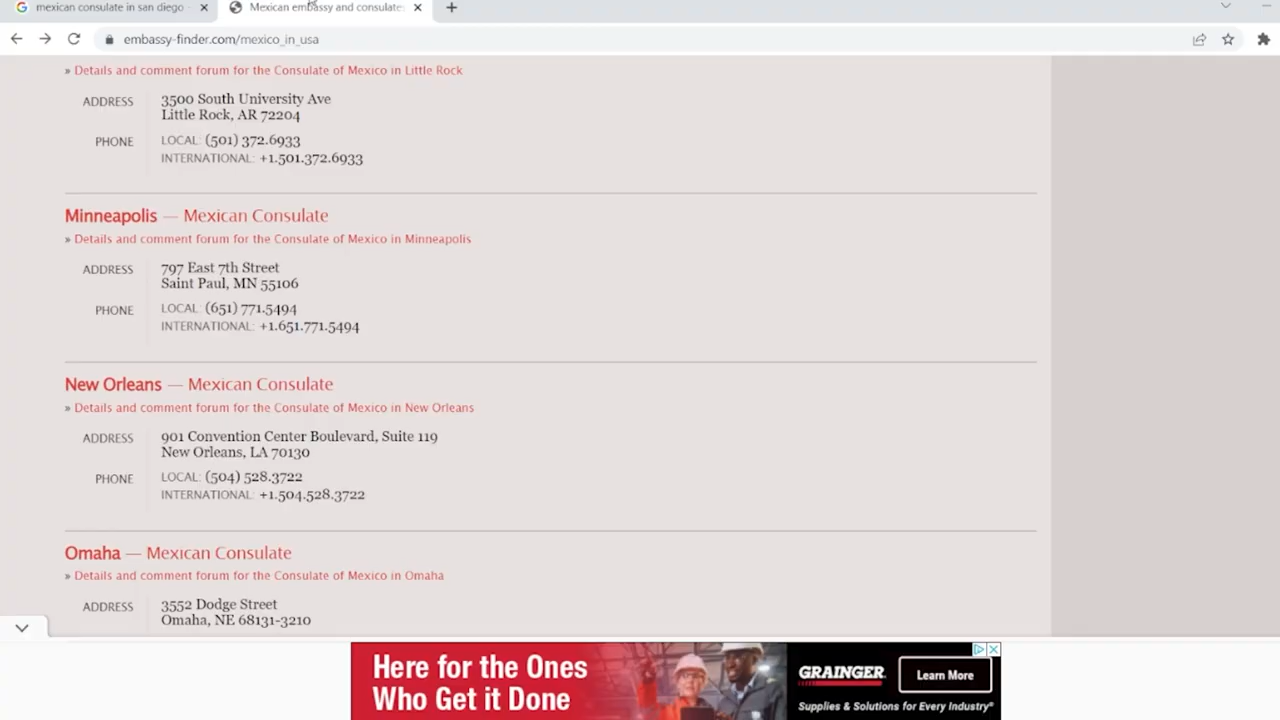 mexican consulate in san diego
Mexican embassy and consulates
embassy-finder.com/mexico_in_usa
» Details and comment forum for the Consulate of Mexico in Little Rock
ADDRESS 3500 South University Ave
Little Rock, AR 72204
PHONE LOCAL: (501) 372.6933
INTERNATIONAL: +1.501.372.6933
Minneapolis — Mexican Consulate
» Details and comment forum for the Consulate of Mexico in Minneapolis
ADDRESS 797 East 7th Street
Saint Paul, MN 55106
PHONE LOCAL: (651) 771.5494
INTERNATIONAL: +1.651.771.5494
New Orleans — Mexican Consulate
» Details and comment forum for the Consulate of Mexico in New Orleans
ADDRESS 901 Convention Center Boulevard, Suite 119
New Orleans, LA 70130
PHONE LOCAL: (504) 528.3722
INTERNATIONAL: +1.504.528.3722
Omaha — Mexican Consulate
» Details and comment forum for the Consulate of Mexico in Omaha
ADDRESS 3552 Dodge Street
Omaha, NE 68131-3210
Here for the Ones
Who Get it Done
GRAINGER
Learn More
Supplies & Solutions for Every Industry®